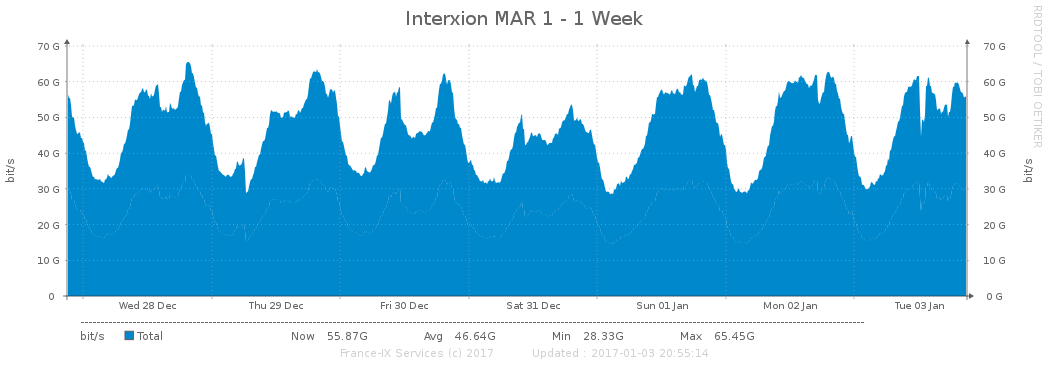 Interxion MAR 1 - 1 Week
RRDTOOL / TOBI OETIKER
bit/s
70 G 70 G
60 G 60 G
50 G 50 G
40 G 40 G
30 G 30 G
20 G 20 G
10 G 10 G
0 0 G
bit/s
Wed 28 Dec Thu 29 Dec Fri 30 Dec Sat 31 Dec Sun 01 Jan Mon 02 Jan Tue 03 Jan
bit/s Total Now 55.87G Avg 46.64G Min 28.33G Max 65.45G
France-IX Services (c) 2017 Updated : 2017-01-03 20:55:14